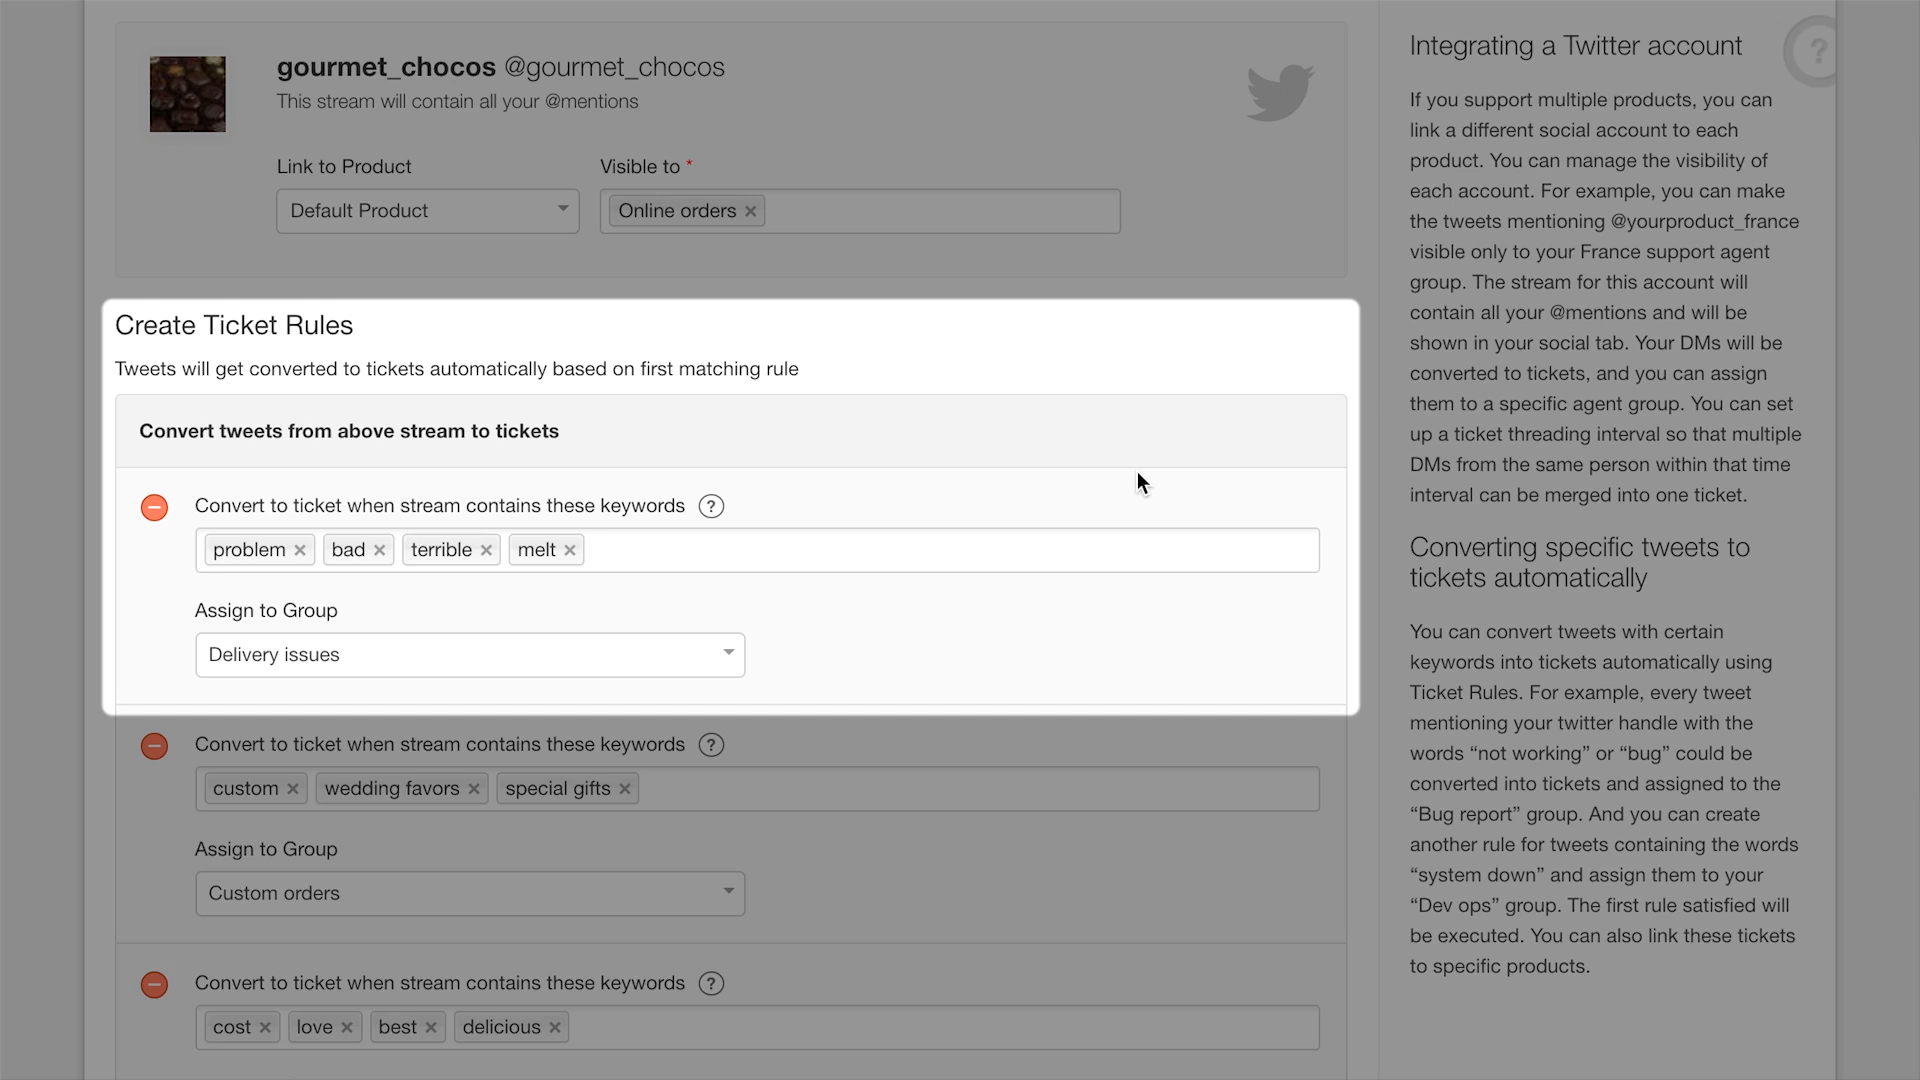 gourmet_chocos @gourmet_chocos
This stream will contain all your @mentions
Link to Product
Visible to *
Default Product
Online orders ×
Create Ticket Rules
Tweets will get converted to tickets automatically based on first matching rule
Convert tweets from above stream to tickets
Convert to ticket when stream contains these keywords ?
problem × bad × terrible × melt ×
Assign to Group
Delivery issues
Convert to ticket when stream contains these keywords ?
custom × wedding favors × special gifts ×
Assign to Group
Custom orders
Convert to ticket when stream contains these keywords ?
cost × love × best × delicious ×
Integrating a Twitter account
?
If you support multiple products, you can
link a different social account to each
product. You can manage the visibility of
each account. For example, you can make
the tweets mentioning @yourproduct_france
visible only to your France support agent
group. The stream for this account will
contain all your @mentions and will be
shown in your social tab. Your DMs will be
converted to tickets, and you can assign
them to a specific agent group. You can set
up a ticket threading interval so that multiple
DMs from the same person within that time
interval can be merged into one ticket.
Converting specific tweets to
tickets automatically
You can convert tweets with certain
keywords into tickets automatically using
Ticket Rules. For example, every tweet
mentioning your twitter handle with the
words “not working” or “bug” could be
converted into tickets and assigned to the
“Bug report” group. And you can create
another rule for tweets containing the words
“system down” and assign them to your
“Dev ops” group. The first rule satisfied will
be executed. You can also link these tickets
to specific products.